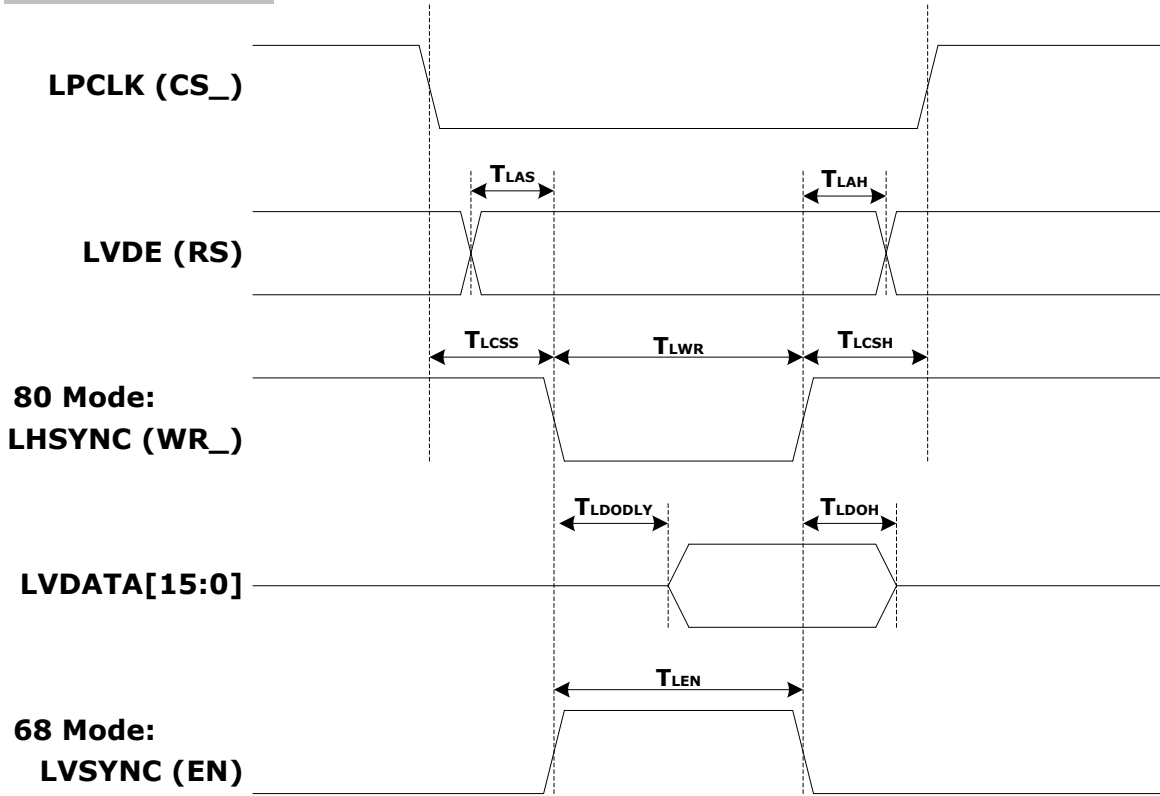 LPCLK (CS_)
TLAS
TLAH
LVDE (RS)
TLCSS
TLWR
TLCSH
80 Mode:
LHSYNC (WR_)
TLDODLY
TLDOH
LVDATA[15:0]
TLEN
68 Mode:
LVSYNC (EN)